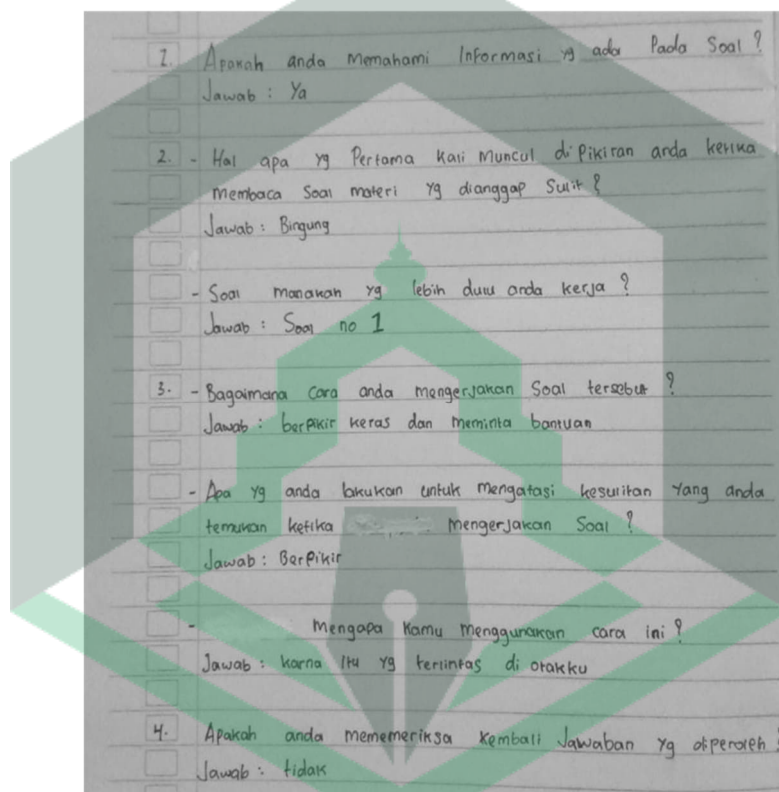 1. Apakah anda memahami Informasi yg ada Pada Soal ?
Jawab : Ya
2. - Hal apa yg Pertama kali Muncul di Pikiran anda ketika
membaca Soal materi yg dianggap Sulit ?
Jawab : Bingung
- Soal manakah yg lebih dulu anda kerja ?
Jawab : Soal no 1
3. - Bagaimana cara anda mengerjakan Soal tersebut ?
Jawab : berpikir keras dan meminta bantuan
- Apa yg anda lakukan untuk mengatasi kesulitan yang anda
temukan ketika mengerjakan Soal ?
Jawab : Berpikir
- Mengapa kamu menggunakan cara ini ?
Jawab : karna itu yg terlintas di otakku
4. Apakah anda mememeriksa kembali Jawaban yg diperoleh ?
Jawab : tidak